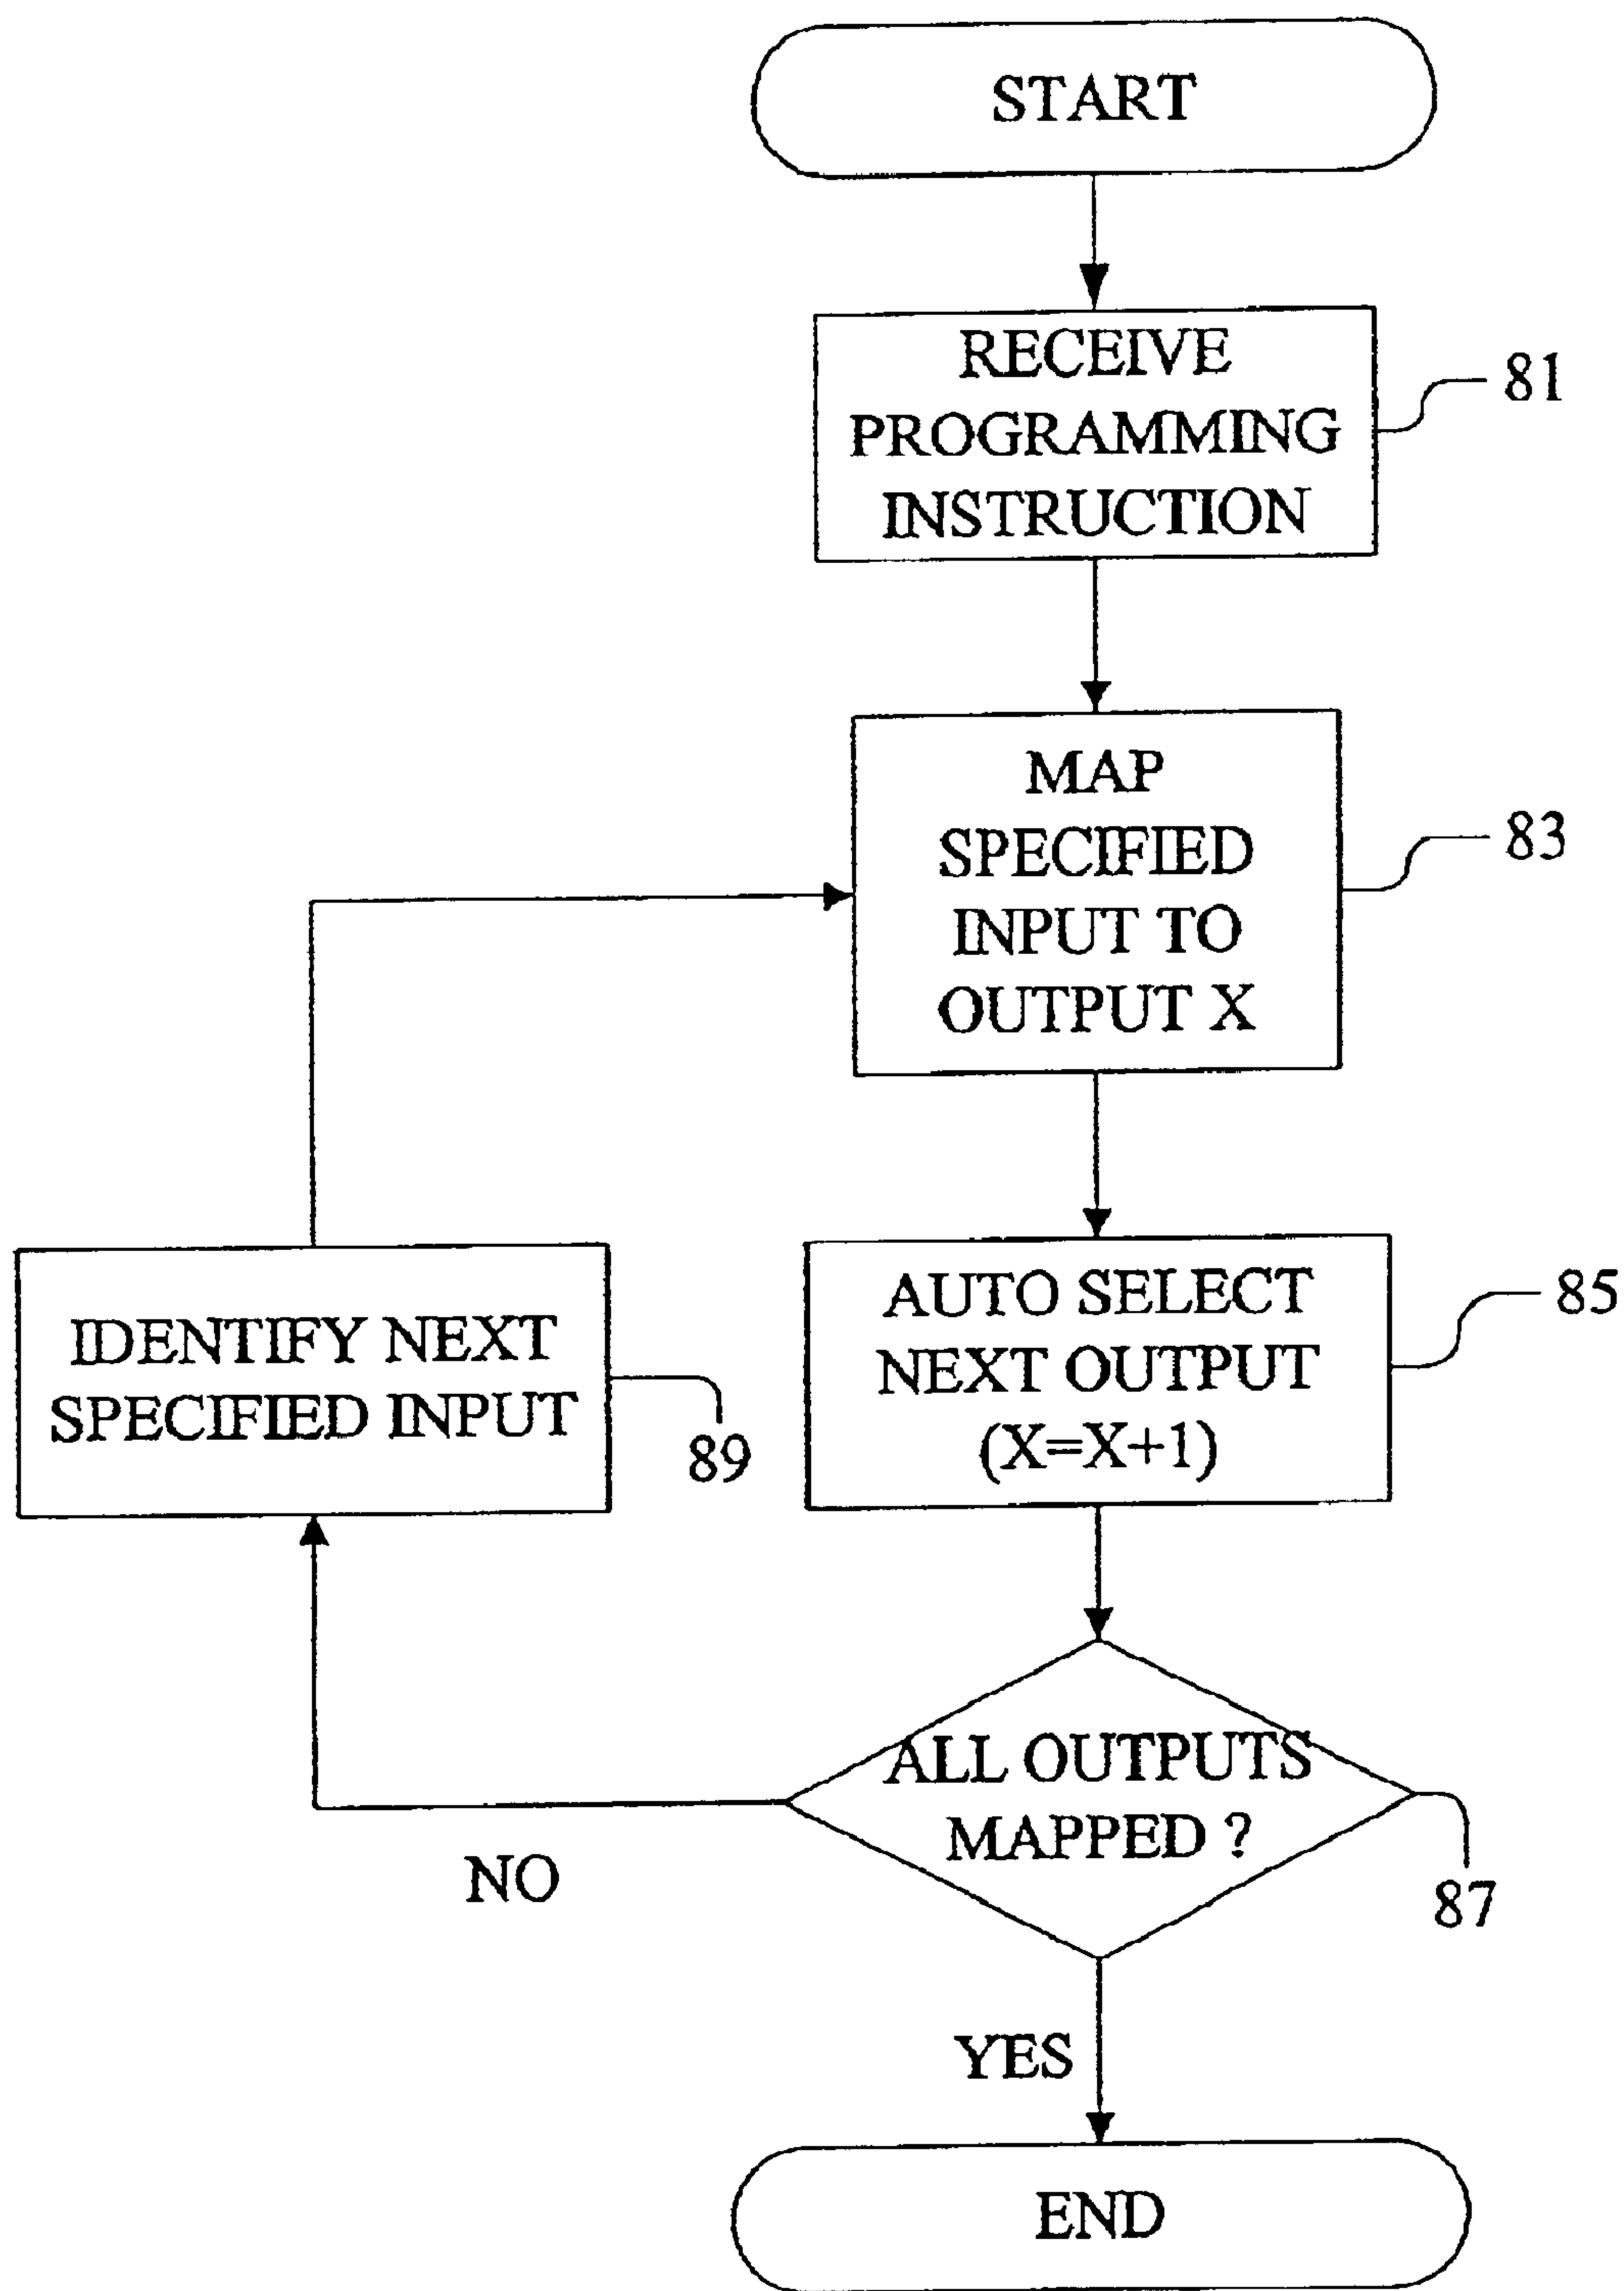 START
RECEIVE
PROGRAMMING
INSTRUCTION
81
MAP
SPECIFIED
INPUT TO
OUTPUT X
83
AUTO SELECT
NEXT OUTPUT
(X=X+1)
85
IDENTIFY NEXT
SPECIFIED INPUT
89
ALL OUTPUTS
MAPPED ?
87
NO
YES
END